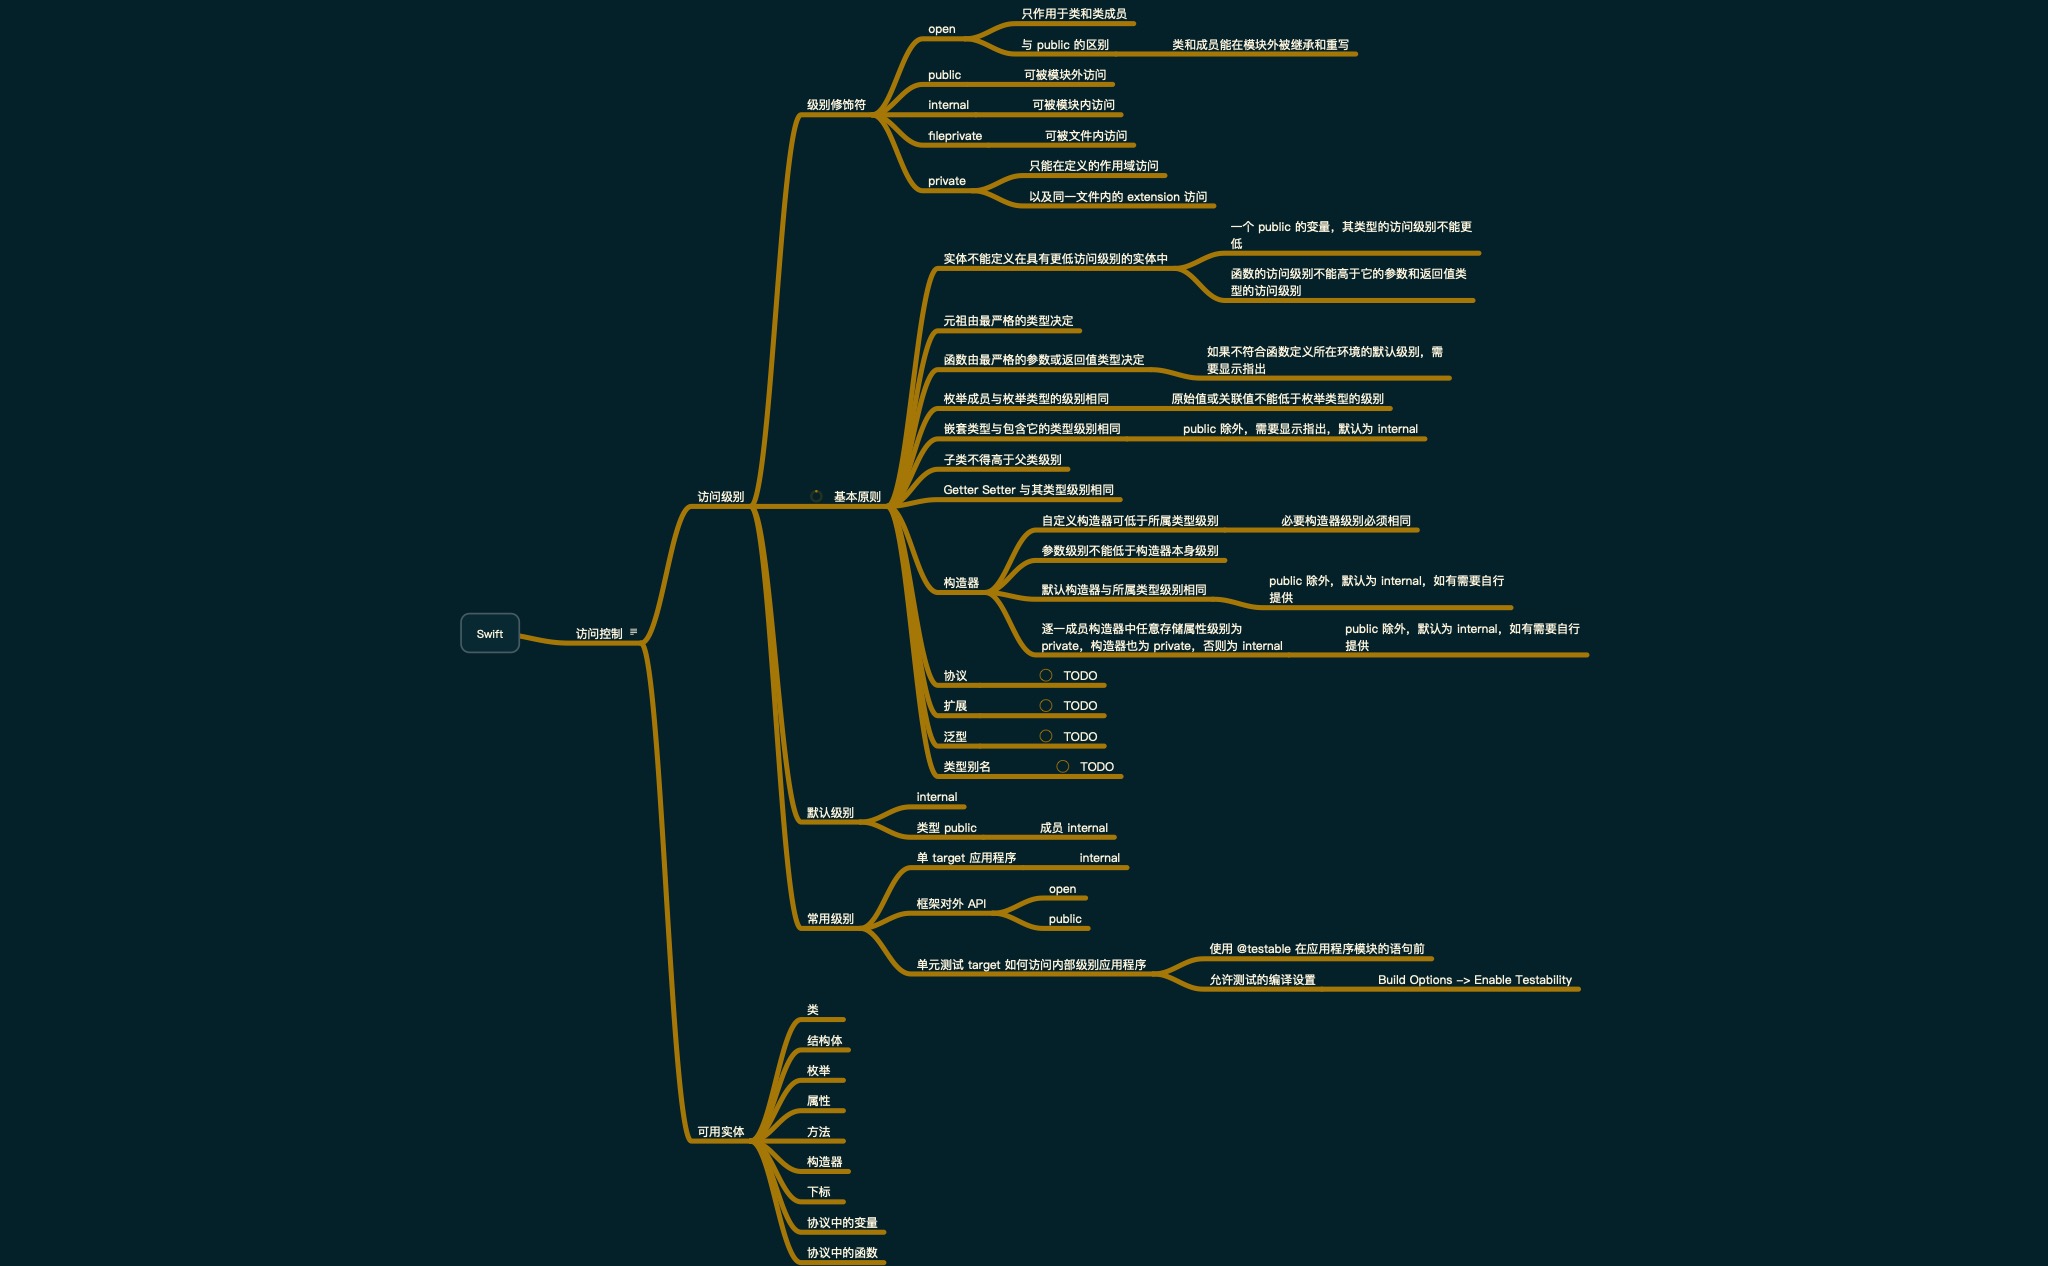 只作用于类和类成员
open
与 public 的区别
类和成员能在模块外被继承和重写
public
可被模块外访问
级别修饰符
internal
可被模块内访问
fileprivate
可被文件内访问
只能在定义的作用域访问
private
以及同一文件内的 extension 访问
一个 public 的变量，其类型的访问级别不能更
低
实体不能定义在具有更低访问级别的实体中
函数的访问级别不能高于它的参数和返回值类
型的访问级别
元祖由最严格的类型决定
函数由最严格的参数或返回值类型决定
如果不符合函数定义所在环境的默认级别，需
要显示指出
枚举成员与枚举类型的级别相同
原始值或关联值不能低于枚举类型的级别
嵌套类型与包含它的类型级别相同
public 除外，需要显示指出，默认为 internal
子类不得高于父类级别
访问级别
基本原则
Getter Setter 与其类型级别相同
自定义构造器可低于所属类型级别
必要构造器级别必须相同
参数级别不能低于构造器本身级别
构造器
默认构造器与所属类型级别相同
public 除外，默认为 internal，如有需要自行
提供
逐一成员构造器中任意存储属性级别为
private，构造器也为 private，否则为 internal
public 除外，默认为 internal，如有需要自行
提供
Swift
访问控制
协议
TODO
扩展
TODO
泛型
TODO
类型别名
TODO
默认级别
internal
类型 public
成员 internal
单 target 应用程序
internal
常用级别
框架对外 API
open
public
单元测试 target 如何访问内部级别应用程序
使用 @testable 在应用程序模块的语句前
允许测试的编译设置
Build Options -> Enable Testability
可用实体
类
结构体
枚举
属性
方法
构造器
下标
协议中的变量
协议中的函数